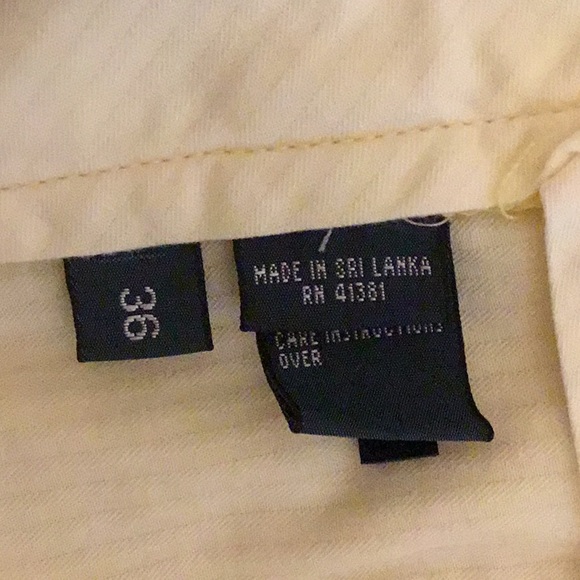 36
MADE IN SRI LANKA
RN 41381
CARE INSTRUCTIONS
OVER